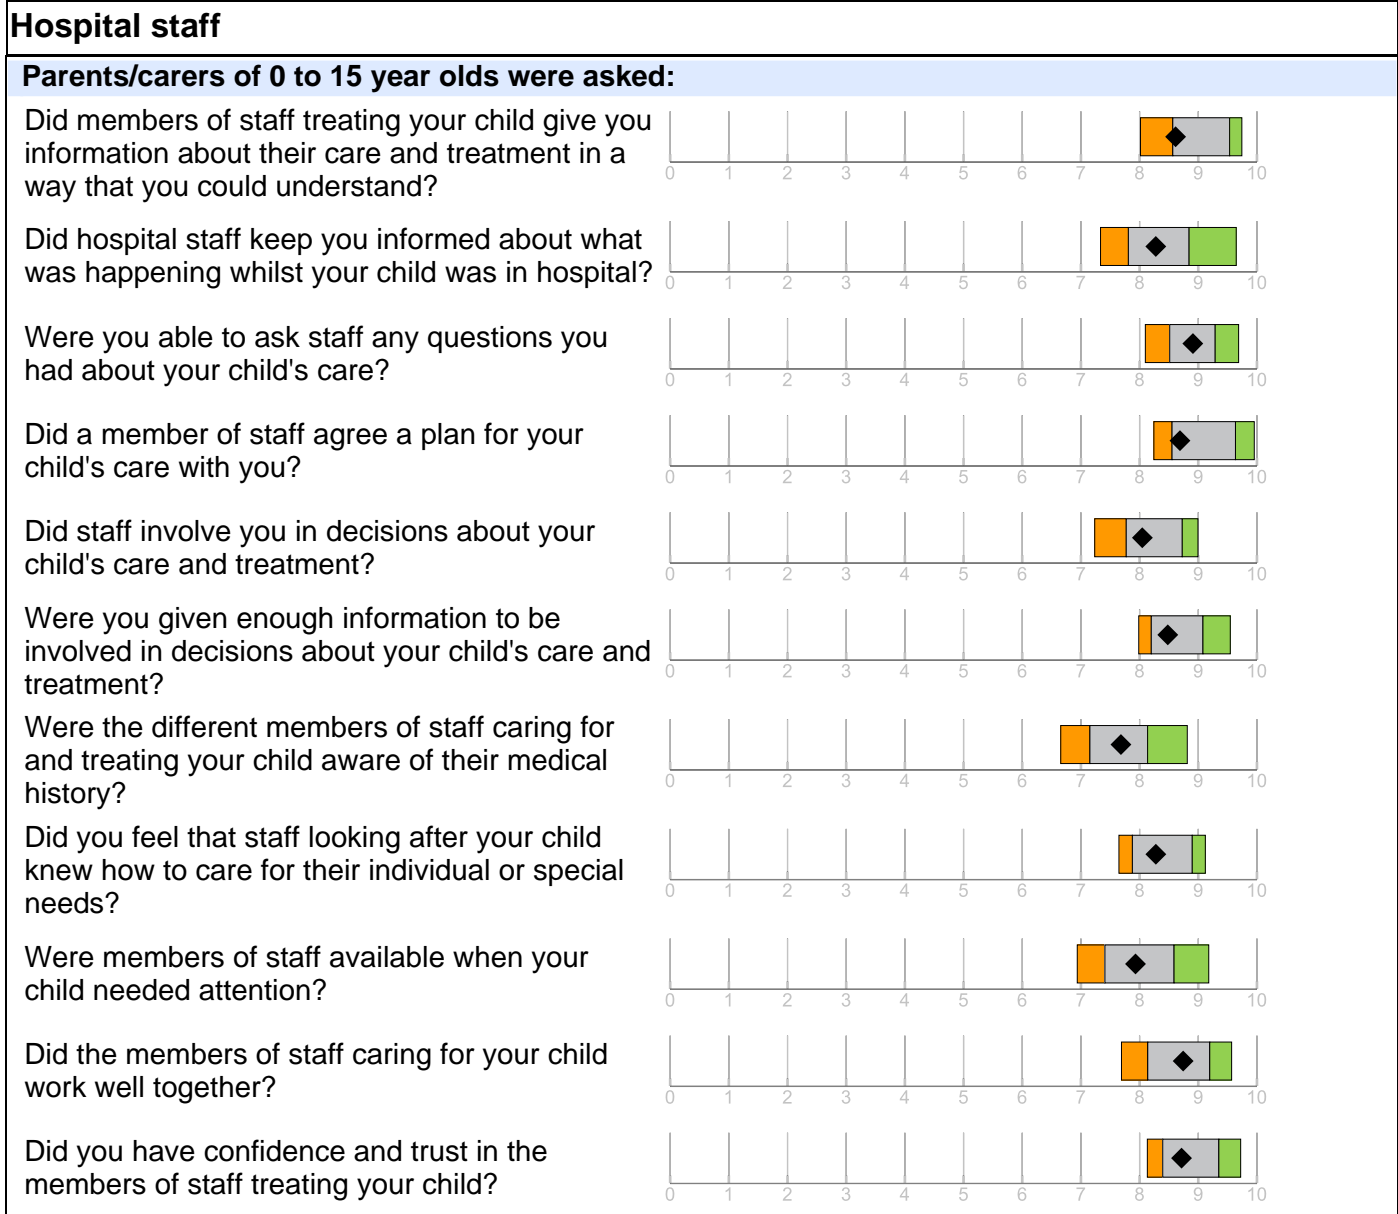 Hospital staff
Parents/carers of 0 to 15 year olds were asked:
Did members of staff treating your child give you
information about their care and treatment in a
way that you could understand?
0 1 2 3 4 5 6 7 8 9 10
Did hospital staff keep you informed about what
was happening whilst your child was in hospital?
0 1 2 3 4 5 6 7 8 9 10
Were you able to ask staff any questions you
had about your child's care?
0 1 2 3 4 5 6 7 8 9 10
Did a member of staff agree a plan for your
child's care with you?
0 1 2 3 4 5 6 7 8 9 10
Did staff involve you in decisions about your
child's care and treatment?
0 1 2 3 4 5 6 7 8 9 10
Were you given enough information to be
involved in decisions about your child's care and
treatment?
0 1 2 3 4 5 6 7 8 9 10
Were the different members of staff caring for
and treating your child aware of their medical
history?
0 1 2 3 4 5 6 7 8 9 10
Did you feel that staff looking after your child
knew how to care for their individual or special
needs?
0 1 2 3 4 5 6 7 8 9 10
Were members of staff available when your
child needed attention?
0 1 2 3 4 5 6 7 8 9 10
Did the members of staff caring for your child
work well together?
0 1 2 3 4 5 6 7 8 9 10
Did you have confidence and trust in the
members of staff treating your child?
0 1 2 3 4 5 6 7 8 9 10